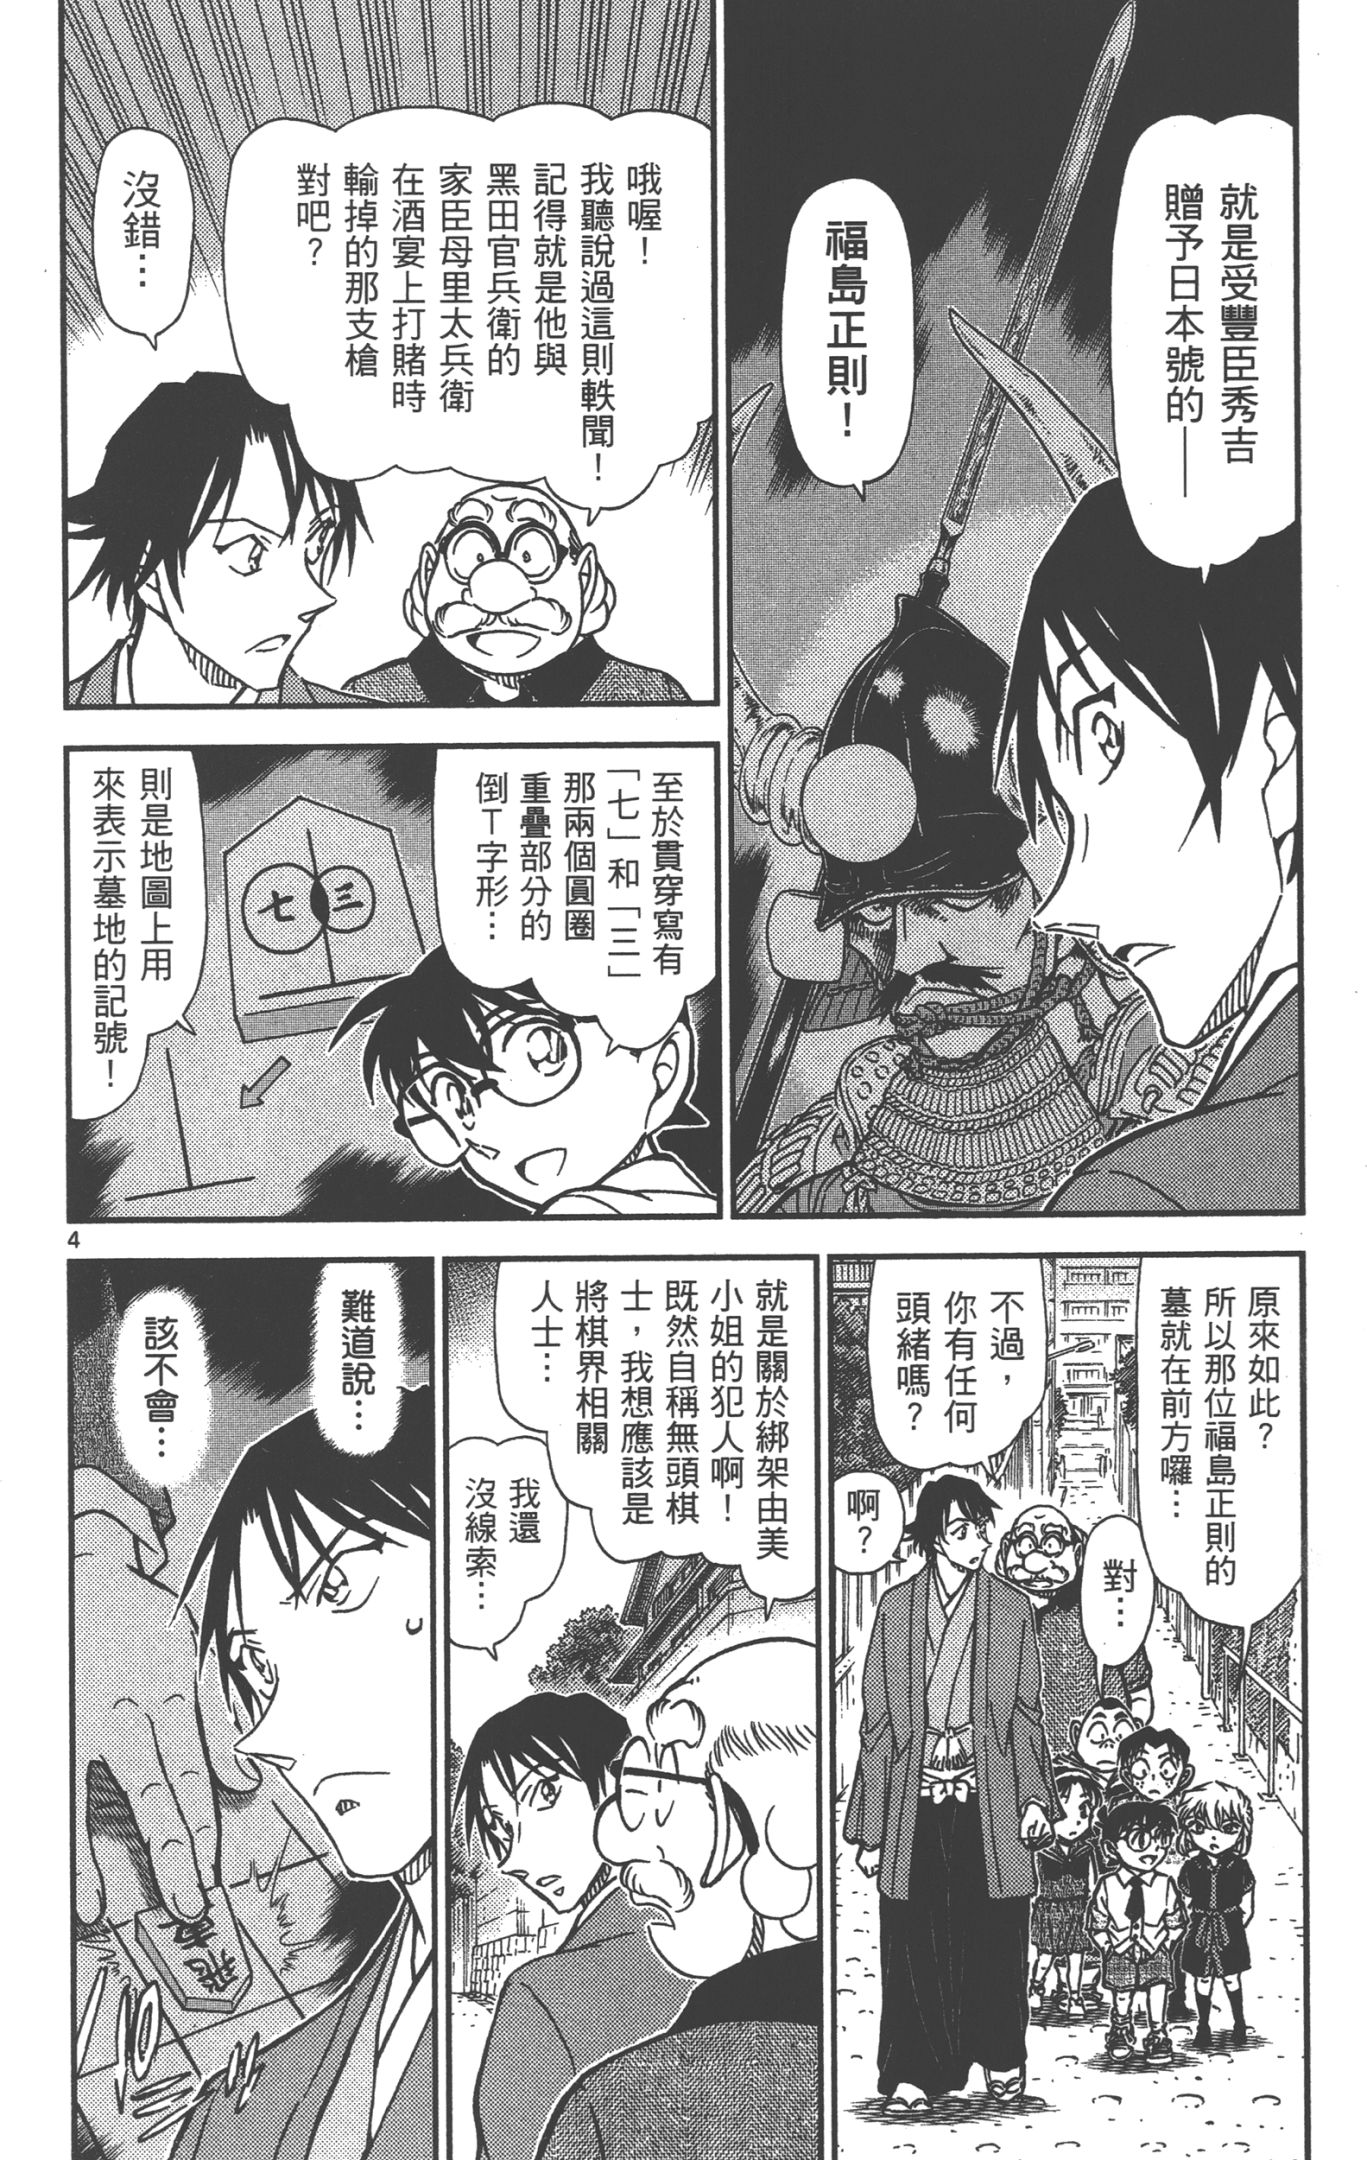 就是受豐臣秀吉
贈予日本號的——
福島正則！
哦喔！
我聽說過這則軼聞！
記得就是他與
黑田官兵衛的
家臣母里太兵衛
在酒宴上打賭時
輸掉的那支槍
對吧？
沒錯…
至於貫穿寫有
「七」和「三」
那兩個圓圈
重疊部分的
倒T字形…
七 三
則是地圖上用
來表示墓地的記號！
4
原來如此？
所以那位福島正則的
墓就在前方囉…
對…
不過，
你有任何
頭緒嗎？
啊？
就是關於綁架由美
小姐的犯人啊！
既然自稱無頭棋
士，我想應該是
將棋界相關
人士…
我還
沒線索…
難道說…
該不會…
飛車